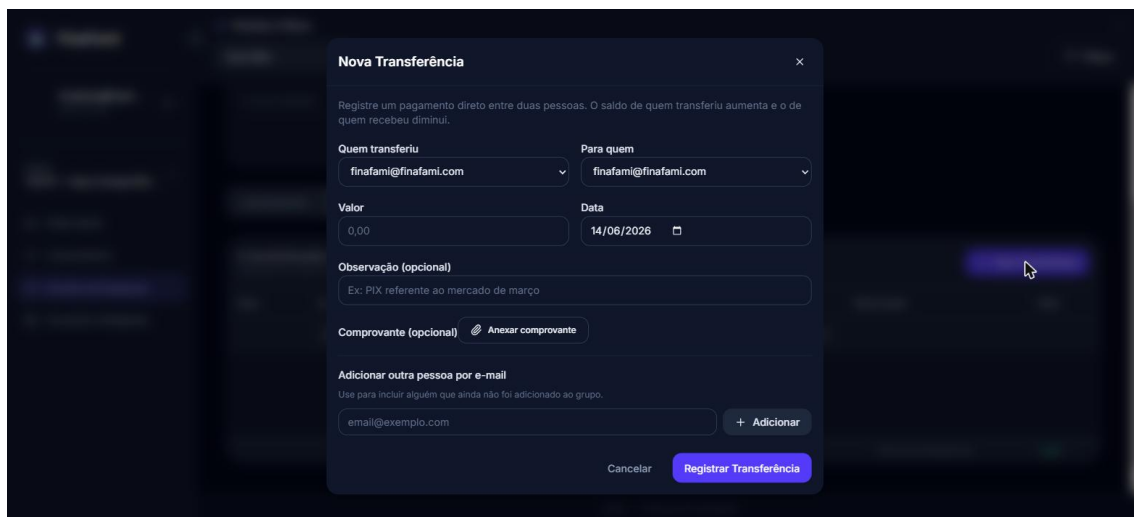 Nova Transferência
Registre um pagamento direto entre duas pessoas. O saldo de quem transferiu aumenta e o de
quem recebeu diminui.
Quem transferiu
Para quem
finafami@finafami.com
finafami@finafami.com
Valor
Data
0,00
14/06/2026
Observação (opcional)
Ex: PIX referente ao mercado de março
Comprovante (opcional)
Anexar comprovante
Adicionar outra pessoa por e-mail
Use para incluir alguém que ainda não foi adicionado ao grupo.
email@exemplo.com
+ Adicionar
Cancelar
Registrar Transferência